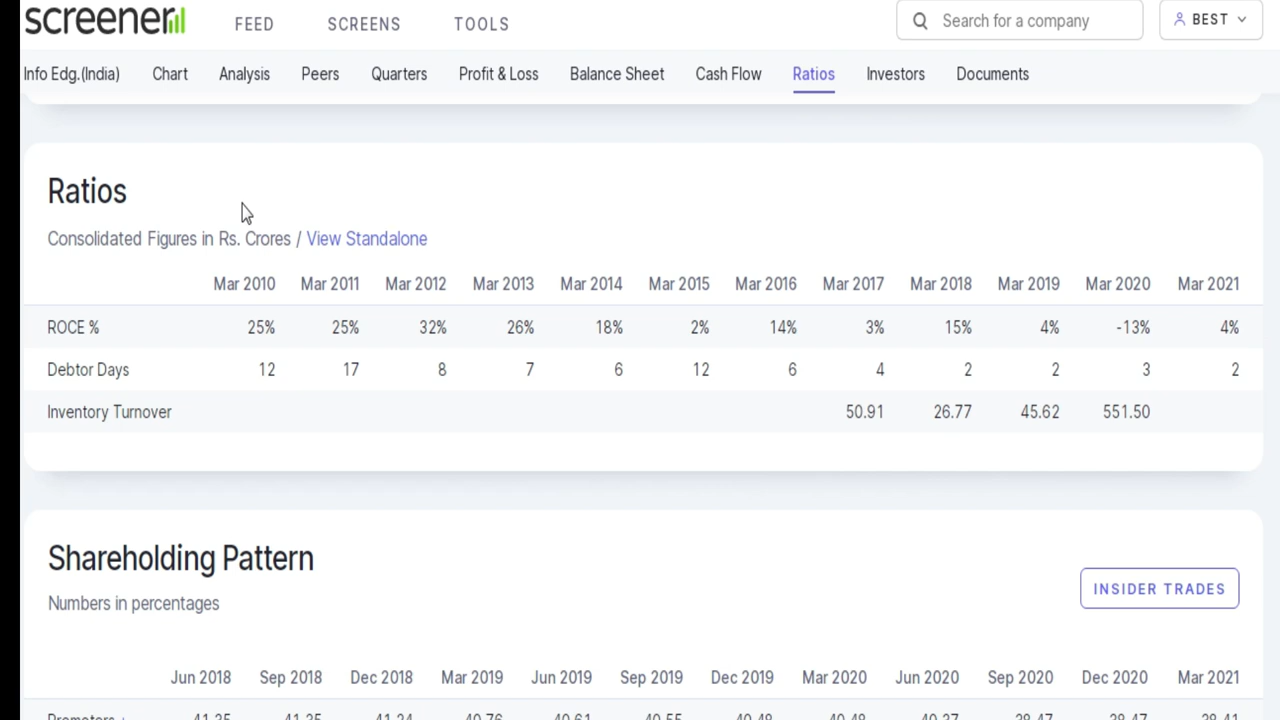 screener
FEED SCREENS TOOLS Search for a company BEST
Info Edg.(India) Chart Analysis Peers Quarters Profit & Loss Balance Sheet Cash Flow Ratios Investors Documents
Ratios
Consolidated Figures in Rs. Crores / View Standalone
Mar 2010 Mar 2011 Mar 2012 Mar 2013 Mar 2014 Mar 2015 Mar 2016 Mar 2017 Mar 2018 Mar 2019 Mar 2020 Mar 2021
ROCE % 25% 25% 32% 26% 18% 2% 14% 3% 15% 4% -13% 4%
Debtor Days 12 17 8 7 6 12 6 4 2 2 3 2
Inventory Turnover 50.91 26.77 45.62 551.50
Shareholding Pattern
Numbers in percentages
INSIDER TRADES
Jun 2018 Sep 2018 Dec 2018 Mar 2019 Jun 2019 Sep 2019 Dec 2019 Mar 2020 Jun 2020 Sep 2020 Dec 2020 Mar 2021